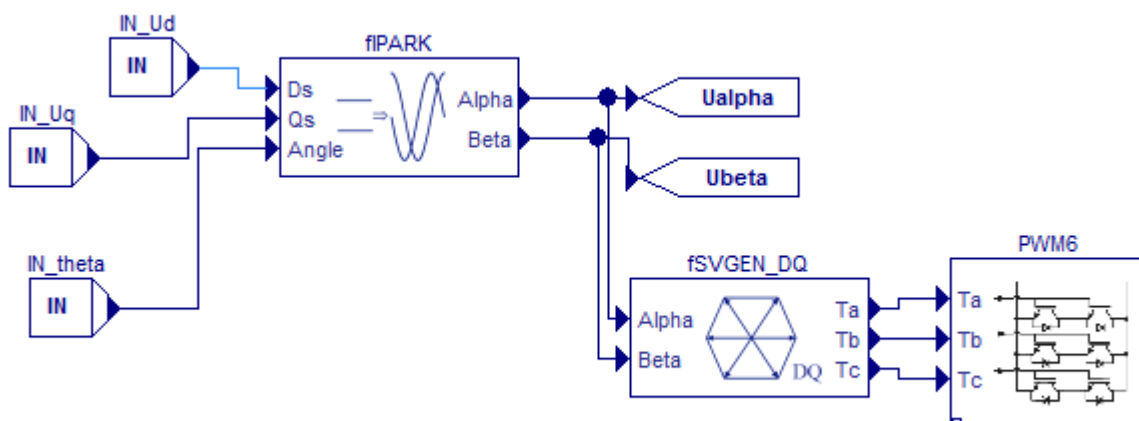 IN_Ud
IN
fIPARK
Ds
Qs
Angle
⇒
Alpha
Beta
Ualpha
IN_Uq
IN
Ubeta
IN_theta
IN
fSVGEN_DQ
Alpha
Beta
DQ
Ta
Tb
Tc
PWM6
Ta
Tb
Tc